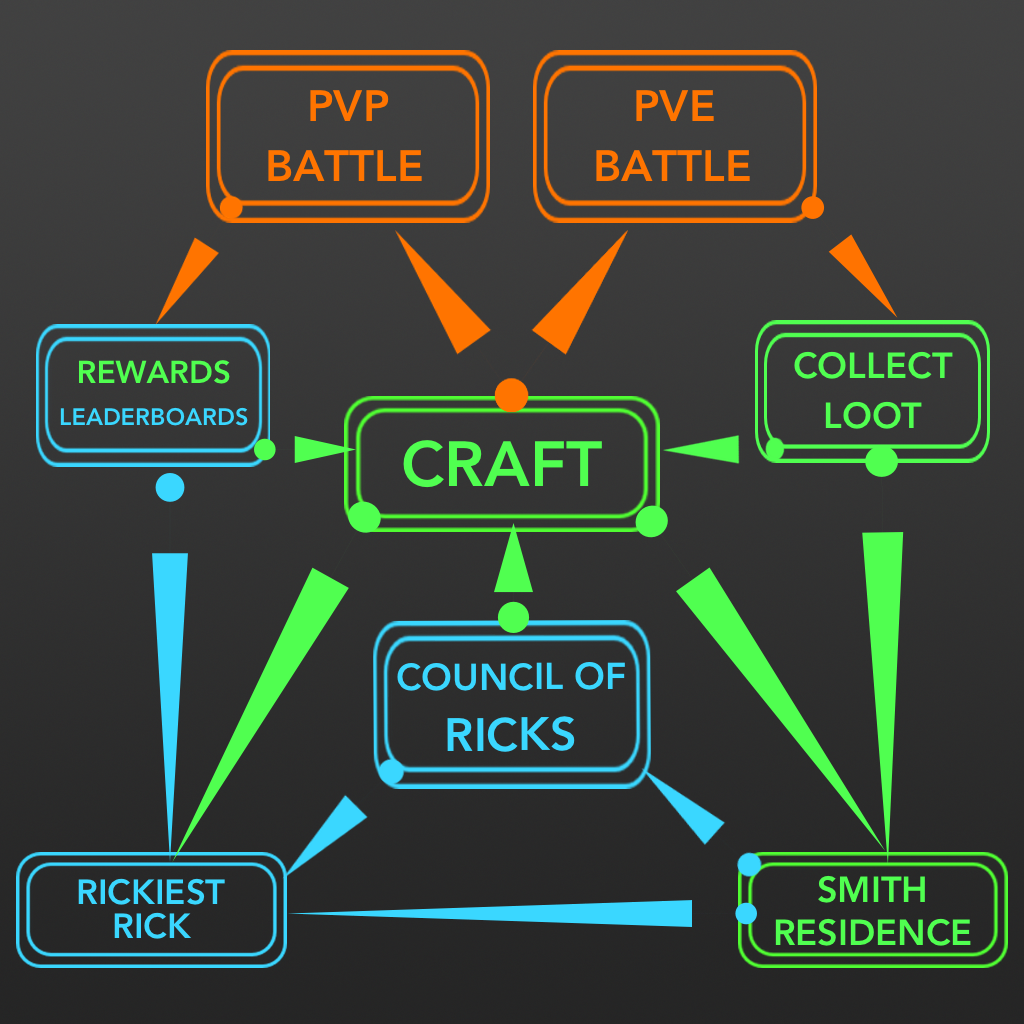 PVP
BATTLE
PVE
BATTLE
REWARDS
LEADERBOARDS
COLLECT
LOOT
CRAFT
COUNCIL OF
RICKS
RICKIEST
RICK
SMITH
RESIDENCE